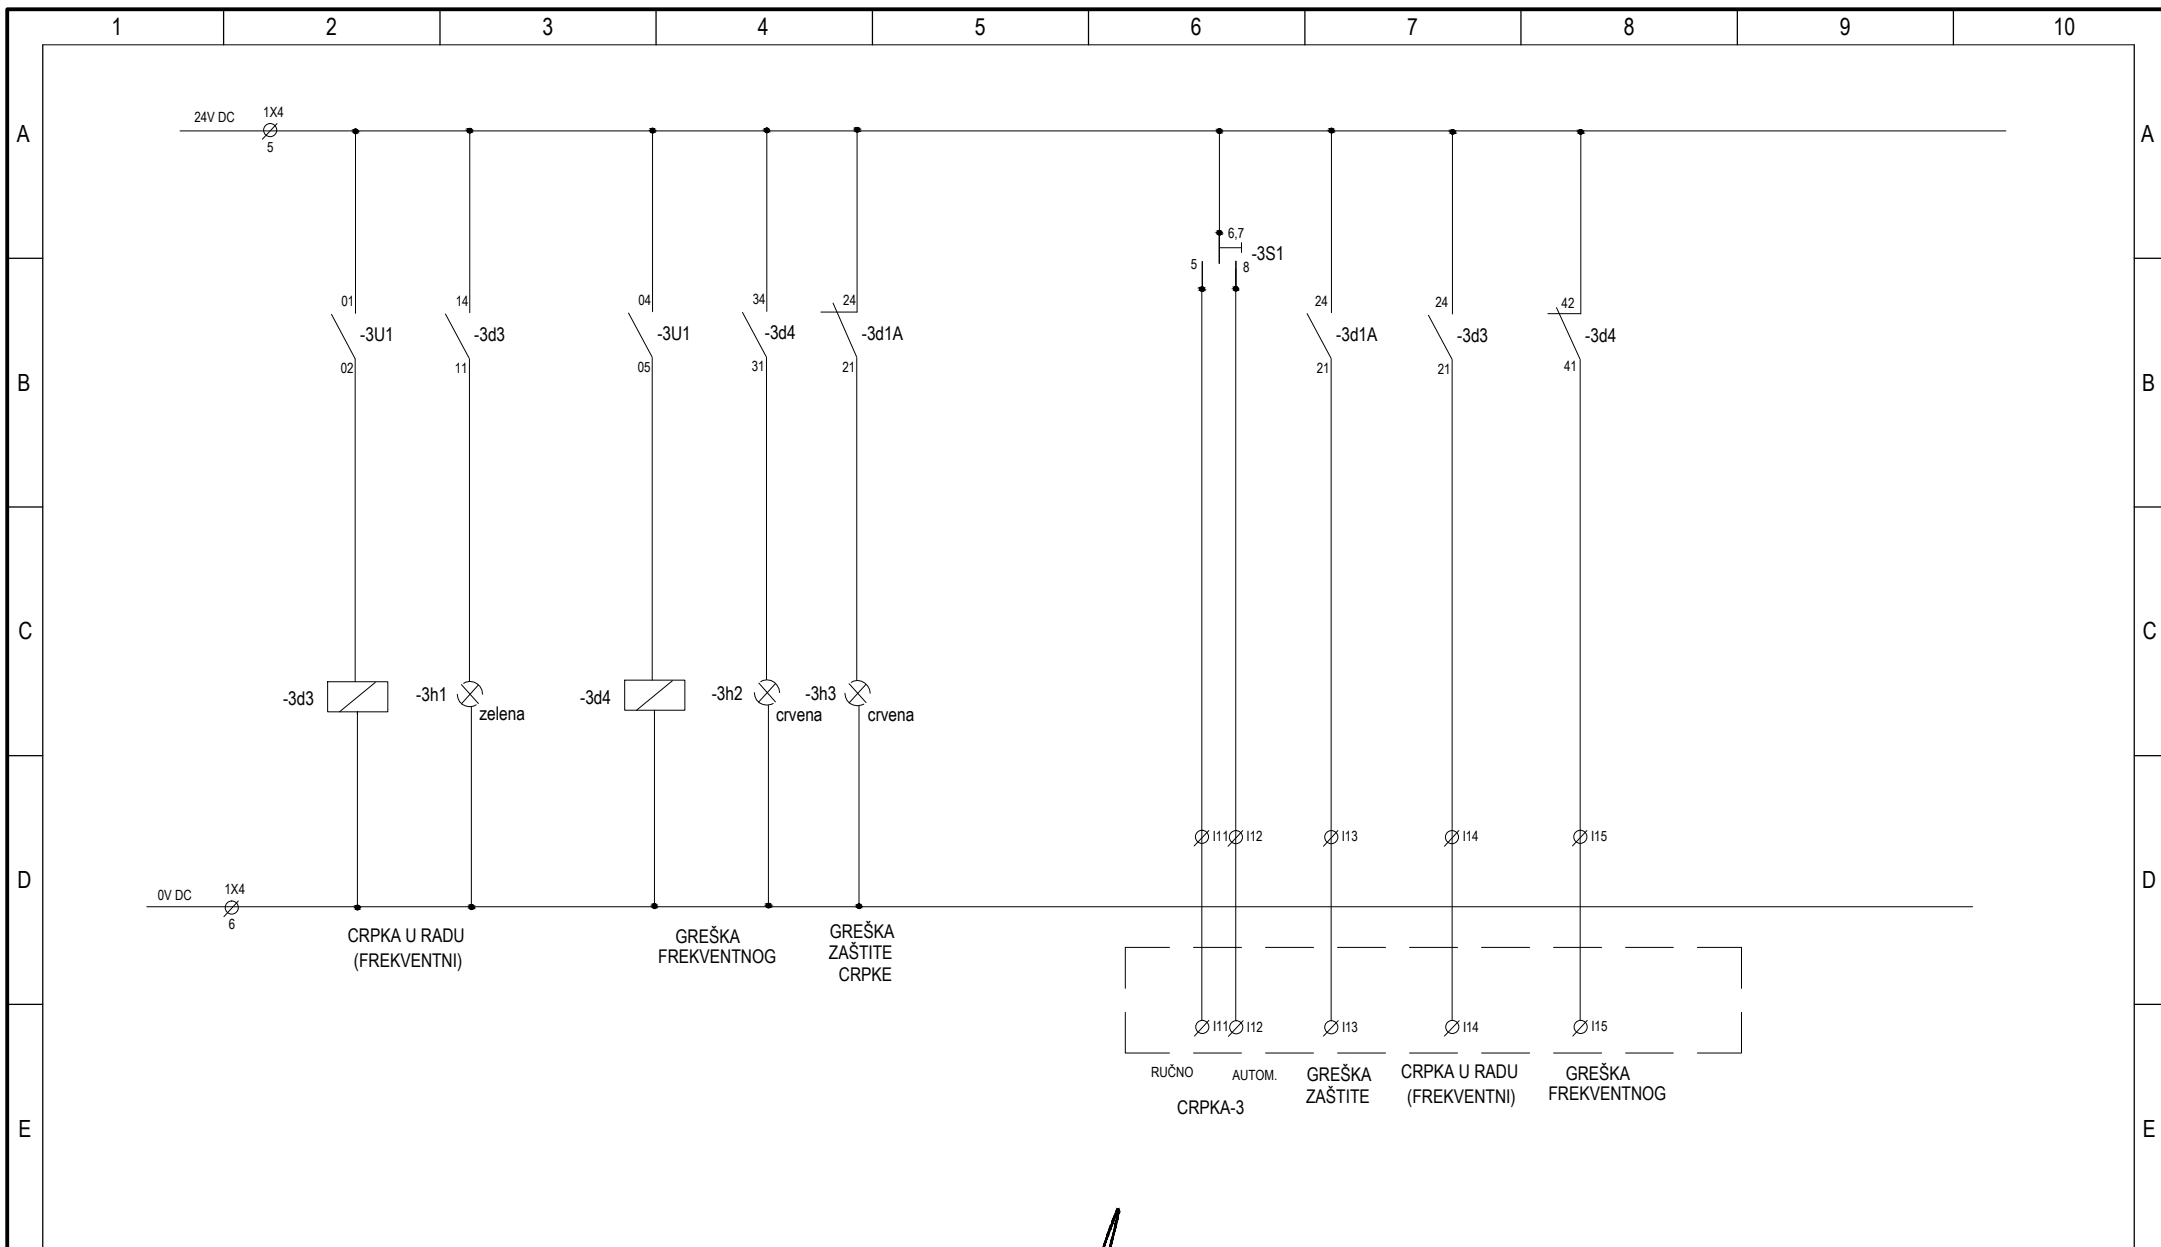 1 2 3 4 5 6 7 8 9 10
A A
24V DC 1X4
5
6,7
-3S1
5 8
01 14 04 34 24 24 24 42
-3U1 -3d3 -3U1 -3d4 -3d1A -3d1A -3d3 -3d4
02 11 05 31 21 21 21 41
B B
C C
-3d3 -3h1 -3d4 -3h2 -3h3
zelena crvena crvena
I11 I12 I13 I14 I15
D D
0V DC 1X4
6
CRPKA U RADU
(FREKVENTNI)
GREŠKA
FREKVENTNOG
GREŠKA
ZAŠTITE
CRPKE
I11 I12 I13 I14 I15
RUČNO AUTOM.
CRPKA-3
GREŠKA
ZAŠTITE
CRPKA U RADU
(FREKVENTNI)
GREŠKA
FREKVENTNOG
E E